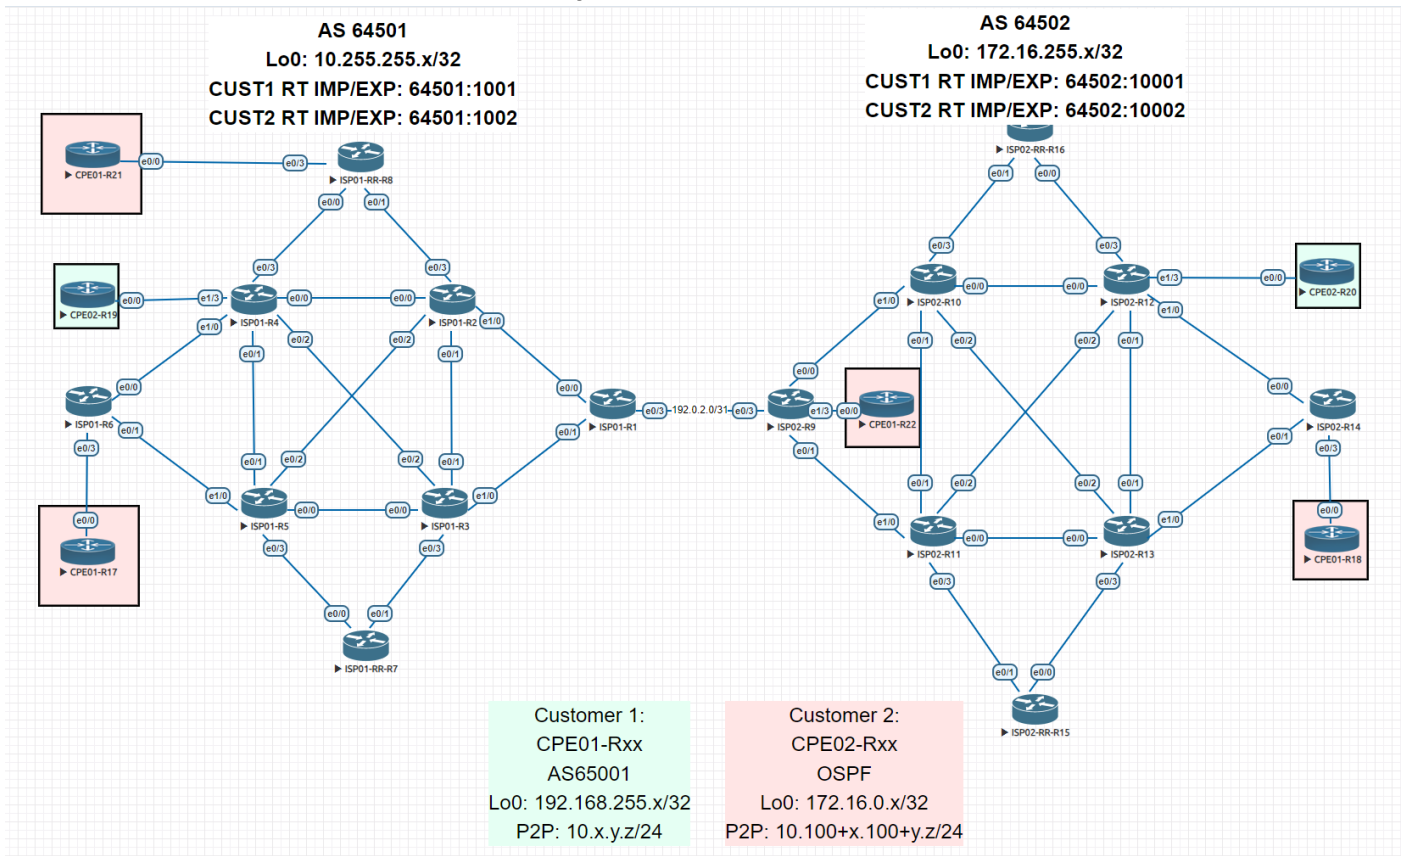 AS 64501
Lo0: 10.255.255.x/32
CUST1 RT IMP/EXP: 64501:1001
CUST2 RT IMP/EXP: 64501:1002
AS 64502
Lo0: 172.16.255.x/32
CUST1 RT IMP/EXP: 64502:10001
CUST2 RT IMP/EXP: 64502:10002
CPE01-R21
e0/0
e0/3
ISP01-RR-R8
e0/0
e0/1
ISP02-RR-R16
e0/1
e0/0
e0/3
e0/3
CPE02-R19
e0/0
e1/3
ISP01-R4
e0/0
e0/0
ISP01-R2
e1/0
e1/0
e0/1
e0/2
e0/2
e0/1
e0/3
e0/3
ISP02-R10
e1/0
e0/0
e0/0
ISP02-R12
e1/3
e0/0
CPE02-R20
e1/0
e0/1
e0/2
e0/2
e0/1
ISP01-R6
e0/0
e0/1
e0/3
e0/0
ISP01-R1
e0/1
e0/3
192.0.2.0/31
e0/3
ISP02-R9
e0/0
e1/3
e0/0
CPE01-R22
e0/1
e0/0
ISP02-R14
e0/1
e0/3
e1/0
e0/1
e0/2
e0/2
e0/1
e1/0
ISP01-R5
e0/0
e0/0
ISP01-R3
e0/3
e0/3
e1/0
e0/1
e0/2
e0/2
e0/1
e1/0
ISP02-R11
e0/0
e0/0
ISP02-R13
e0/3
e0/3
e0/0
CPE01-R17
e0/0
CPE01-R18
e0/0
e0/1
ISP01-RR-R7
e0/1
e0/0
ISP02-RR-R15
Customer 1:
CPE01-Rxx
AS65001
Lo0: 192.168.255.x/32
P2P: 10.x.y.z/24
Customer 2:
CPE02-Rxx
OSPF
Lo0: 172.16.0.x/32
P2P: 10.100+x.100+y.z/24